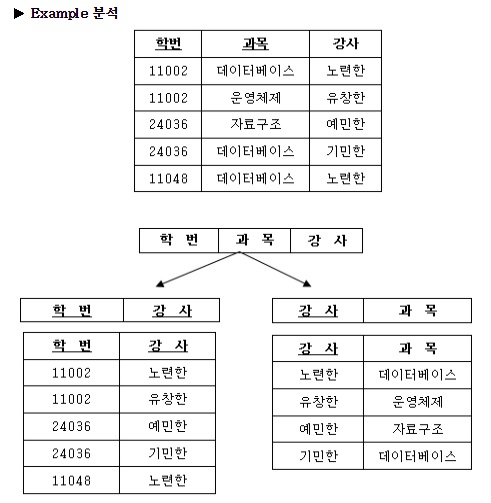 ▶ Example 분석
학번 과목 강사
11002 데이터베이스 노련한
11002 운영체제 유창한
24036 자료구조 예민한
24036 데이터베이스 기민한
11048 데이터베이스 노련한
학 번 과 목 강 사
학 번 강 사
학 번 강 사
11002 노련한
11002 유창한
24036 예민한
24036 기민한
11048 노련한
강 사 과 목
강 사 과 목
노련한 데이터베이스
유창한 운영체제
예민한 자료구조
기민한 데이터베이스